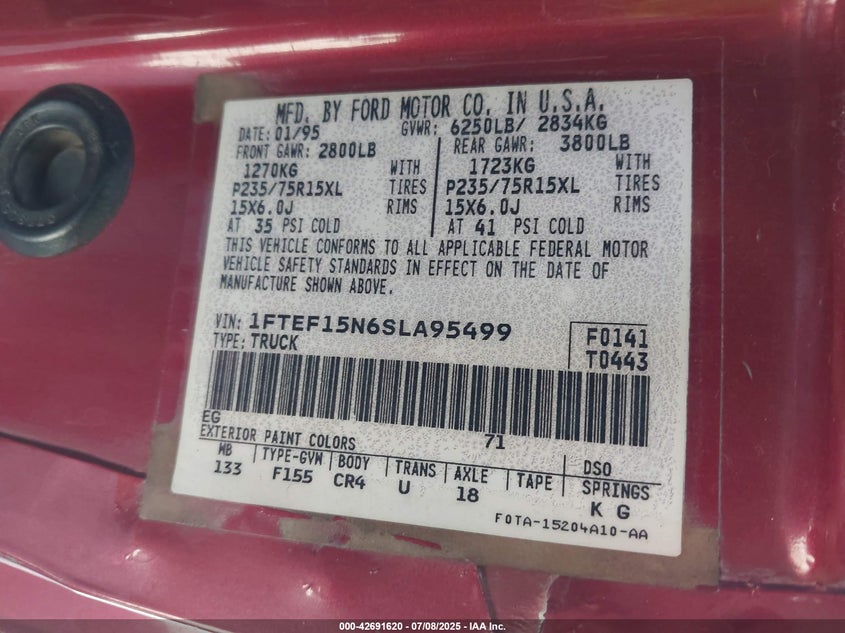 MFD. BY FORD MOTOR CO. IN U.S.A.
DATE: 01/95 GVWR: 6250LB/ 2834KG
FRONT GAWR: 2800LB REAR GAWR: 3800LB
1270KG WITH 1723KG WITH
P235/75R15XL TIRES P235/75R15XL TIRES
15X6.0J RIMS 15X6.0J RIMS
AT 35 PSI COLD AT 41 PSI COLD
THIS VEHICLE CONFORMS TO ALL APPLICABLE FEDERAL MOTOR
VEHICLE SAFETY STANDARDS IN EFFECT ON THE DATE OF
MANUFACTURE SHOWN ABOVE.
VIN: 1FTEF15N6SLA95499 F0141
TYPE: TRUCK T0443
EG
EXTERIOR PAINT COLORS 71 DSO
WB TYPE-GVW BODY TRANS AXLE TAPE SPRINGS
133 F155 CR4 U 18 K G
F0TA-15204A10-AA
000-42691620 07/08/2025 IAA Inc.